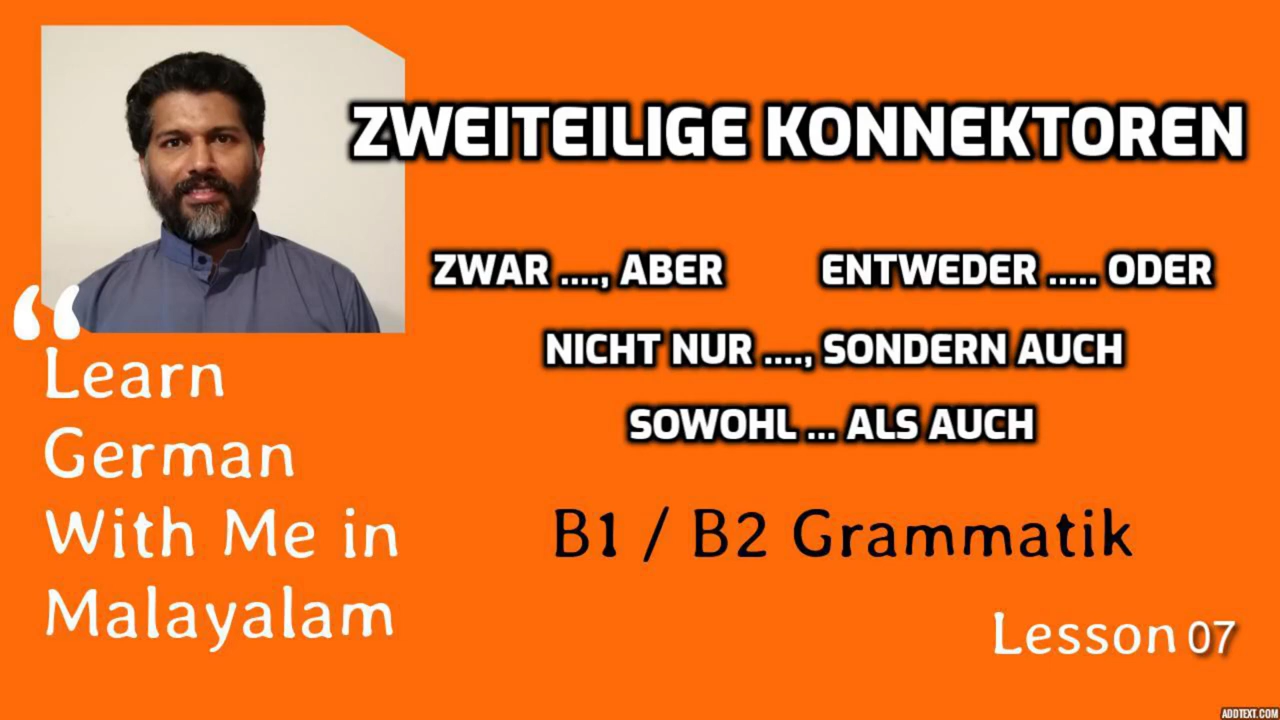 ZWEITEILIGE KONNEKTOREN
ZWAR ...., ABER
ENTWEDER ..... ODER
NICHT NUR ...., SONDERN AUCH
SOWOHL ... ALS AUCH
“
Learn
German
With Me in
Malayalam
B1 / B2 Grammatik
Lesson 07
ADDTEXT.COM